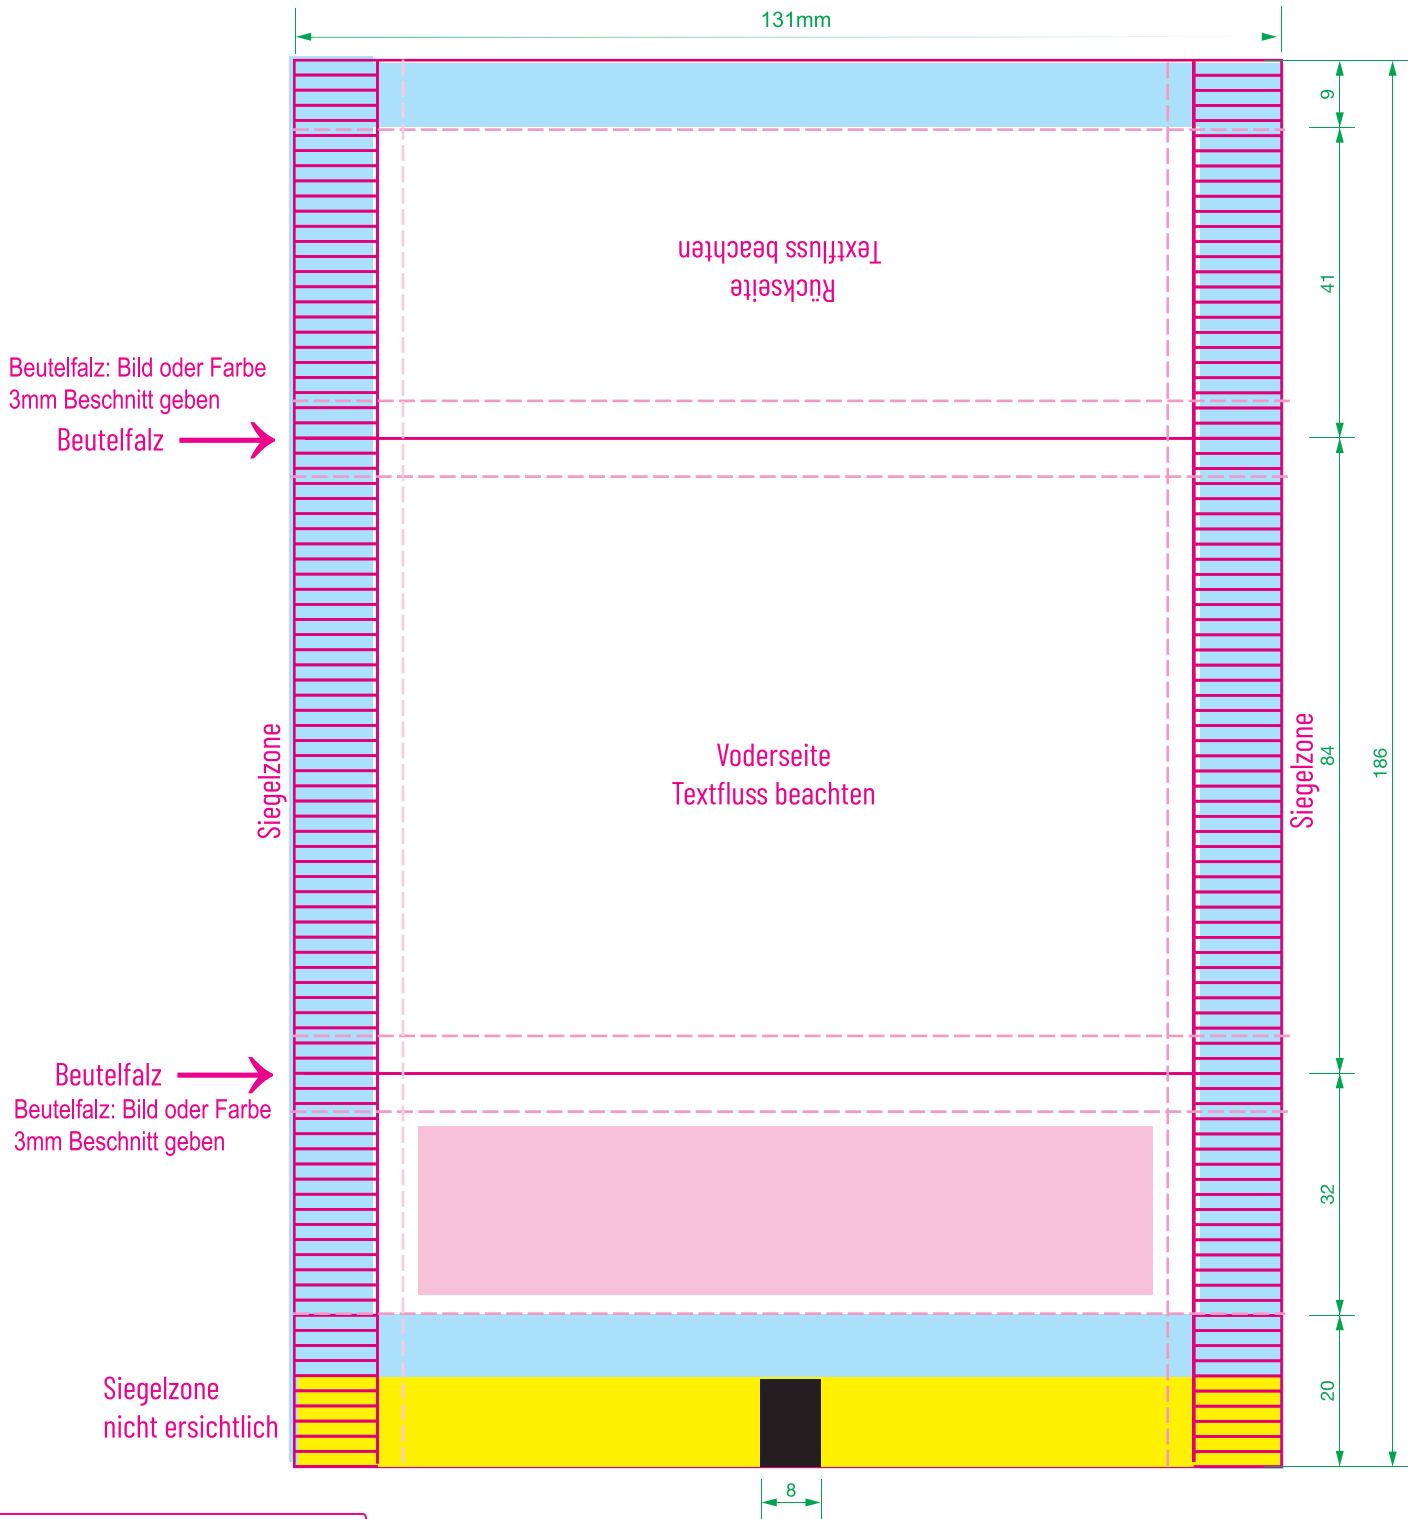 131mm
9
Rückseite
Textfluss beachten
41
Beutelfalz: Bild oder Farbe
3mm Beschnitt geben
Beutelfalz
Siegelzone
Voderseite
Textfluss beachten
Siegelzone
84
186
Beutelfalz
Beutelfalz: Bild oder Farbe
3mm Beschnitt geben
32
Siegelzone
nicht ersichtlich
20
8